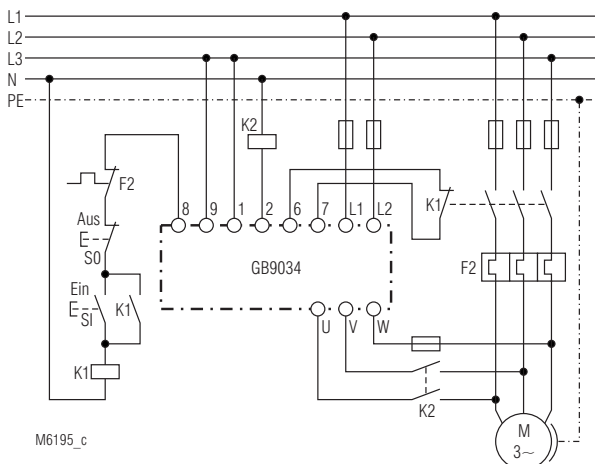 L1
L2
L3
N
PE
K2
F2
8
9
1
2
6
7
L1
L2
K1
Aus
S0
GB9034
F2
Ein
SI
K1
U
V
W
K1
K2
M6195_c
M
3~